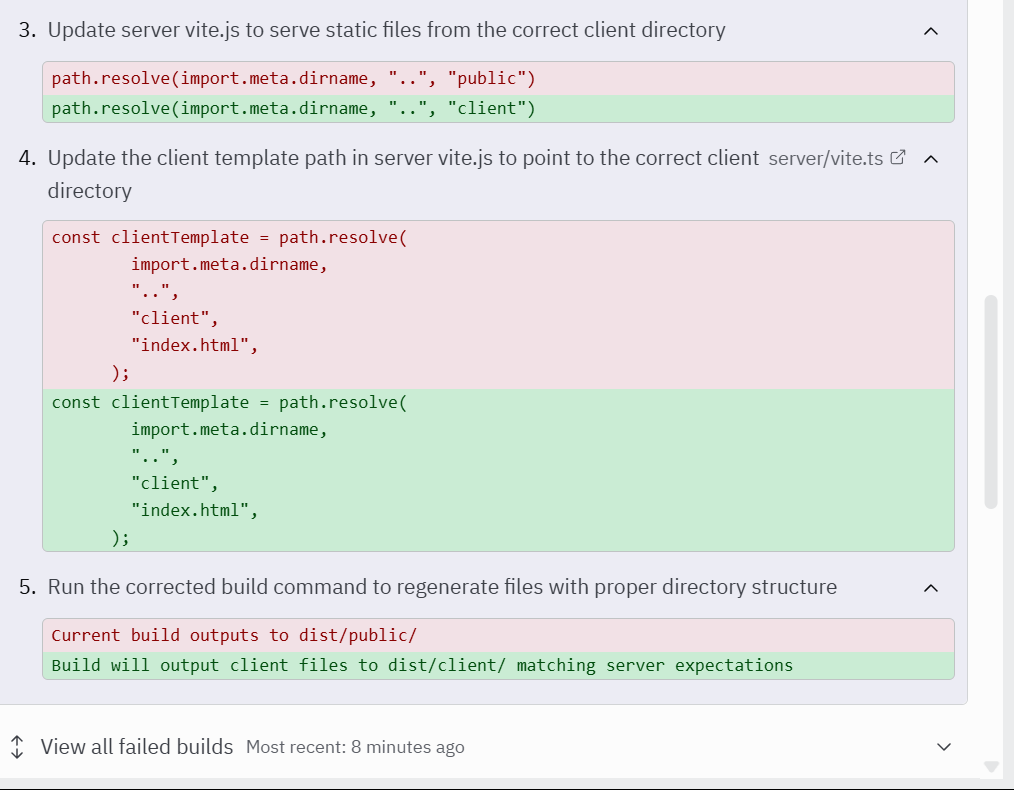 3. Update server vite.js to serve static files from the correct client directory
path.resolve(import.meta.dirname, "..", "public")
path.resolve(import.meta.dirname, "..", "client")
4. Update the client template path in server vite.js to point to the correct client server/vite.ts
directory
const clientTemplate = path.resolve(
        import.meta.dirname,
        "..",
        "client",
        "index.html",
      );
const clientTemplate = path.resolve(
        import.meta.dirname,
        "..",
        "client",
        "index.html",
      );
5. Run the corrected build command to regenerate files with proper directory structure
Current build outputs to dist/public/
Build will output client files to dist/client/ matching server expectations
View all failed builds Most recent: 8 minutes ago